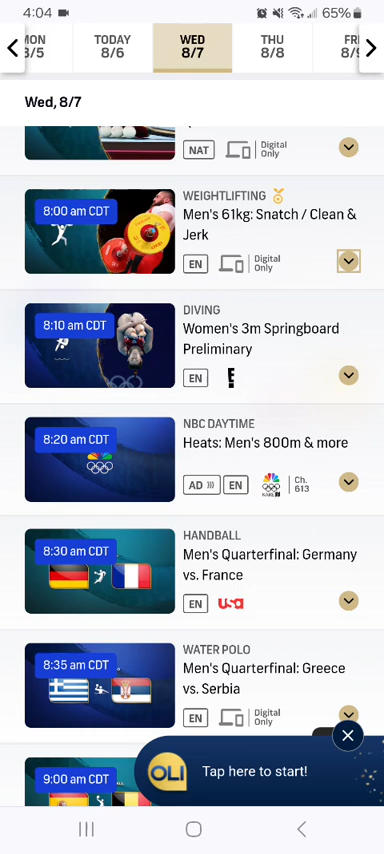 4:04
65%
MON
8/5
TODAY
8/6
WED
8/7
THU
8/8
FRI
Wed, 8/7
NAT
Digital
Only
8:00 am CDT
WEIGHTLIFTING
Men's 61kg: Snatch / Clean &
Jerk
EN
Digital
Only
8:10 am CDT
DIVING
Women's 3m Springboard
Preliminary
EN
E!
8:20 am CDT
NBC DAYTIME
Heats: Men's 800m & more
AD
EN
Ch.
613
8:30 am CDT
HANDBALL
Men's Quarterfinal: Germany
vs. France
EN
usa
8:35 am CDT
WATER POLO
Men's Quarterfinal: Greece
vs. Serbia
EN
Digital
Only
9:00 am CDT
OLI
Tap here to start!